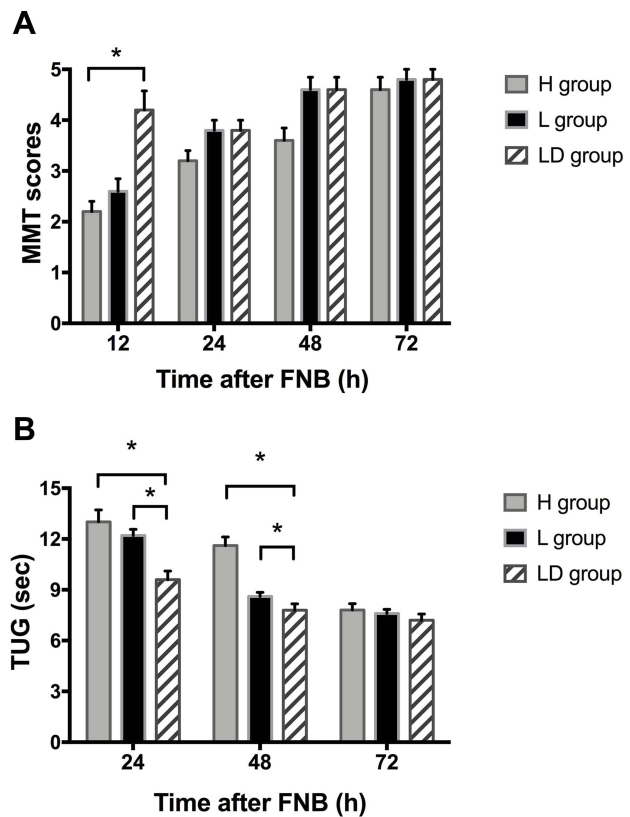 A
*
5
4
3
2
1
0
MMT scores
12 24 48 72
Time after FNB (h)
H group
L group
LD group
B
* *
* *
15
12
9
6
3
0
TUG (sec)
24 48 72
Time after FNB (h)
H group
L group
LD group